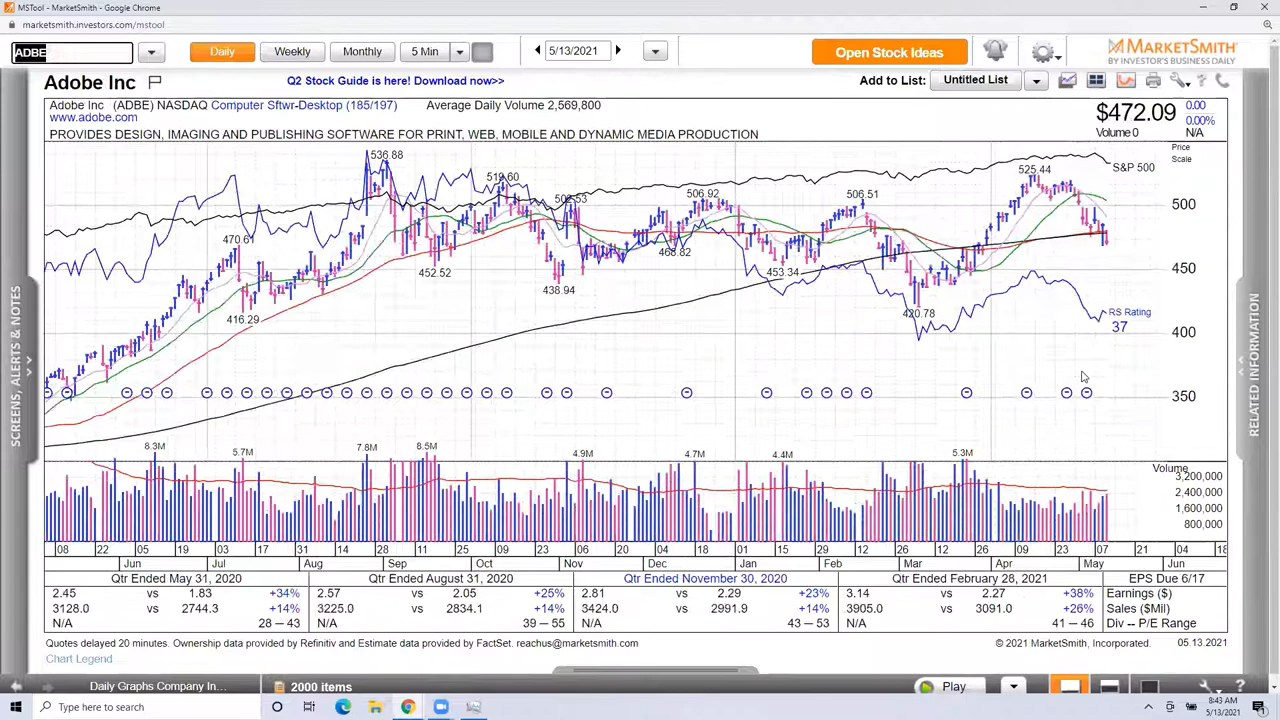 MSTool - MarketSmith - Google Chrome
marketsmith.investors.com/mstool
ADBE Daily Weekly Monthly 5 Min 5/13/2021 Open Stock Ideas MarketSmith
BY INVESTOR'S BUSINESS DAILY
Adobe Inc Q2 Stock Guide is here! Download now>> Add to List: Untitled List
Adobe Inc (ADBE) NASDAQ Computer Sftwr-Desktop (185/197) Average Daily Volume 2,569,800
$472.09 0.00
www.adobe.com
0.00%
Volume 0 N/A
PROVIDES DESIGN, IMAGING AND PUBLISHING SOFTWARE FOR PRINT, WEB, MOBILE AND DYNAMIC MEDIA PRODUCTION
Price
Scale
536.88
S&P 500
525.44
519.60
506.92
506.51
502.53
500
470.61
468.82
450
452.52
453.34
438.94
416.29
420.78
RS Rating
37
400
350
8.3M 5.7M 7.8M 8.5M 4.9M 4.7M 4.4M 5.3M
Volume
3,200,000
2,400,000
1,600,000
800,000
08 22 05 19 03 17 31 14 28 11 25 09 23 06 20 04 18 01 15 29 12 26 12 26 09 23 07 21 04 18
Jun Jul Aug Sep Oct Nov Dec Jan Feb Mar Apr May Jun
Qtr Ended May 31, 2020 Qtr Ended August 31, 2020 Qtr Ended November 30, 2020 Qtr Ended February 28, 2021 EPS Due 6/17
2.45 vs 1.83 +34% 2.57 vs 2.05 +25% 2.81 vs 2.29 +23% 3.14 vs 2.27 +38% Earnings ($)
3128.0 vs 2744.3 +14% 3225.0 vs 2834.1 +14% 3424.0 vs 2991.9 +14% 3905.0 vs 3091.0 +26% Sales ($Mil)
N/A 28 – 43 N/A 39 – 55 N/A 43 – 53 N/A 41 – 46 Div -- P/E Range
Quotes delayed 20 minutes. Ownership data provided by Refinitiv and Estimate data provided by FactSet. reachus@marketsmith.com © 2021 MarketSmith, Incorporated. 05.13.2021
Chart Legend
SCREENS, ALERTS & NOTES
RELATED INFORMATION
Daily Graphs Company In... 2000 items Play
Type here to search
8:43 AM
5/13/2021